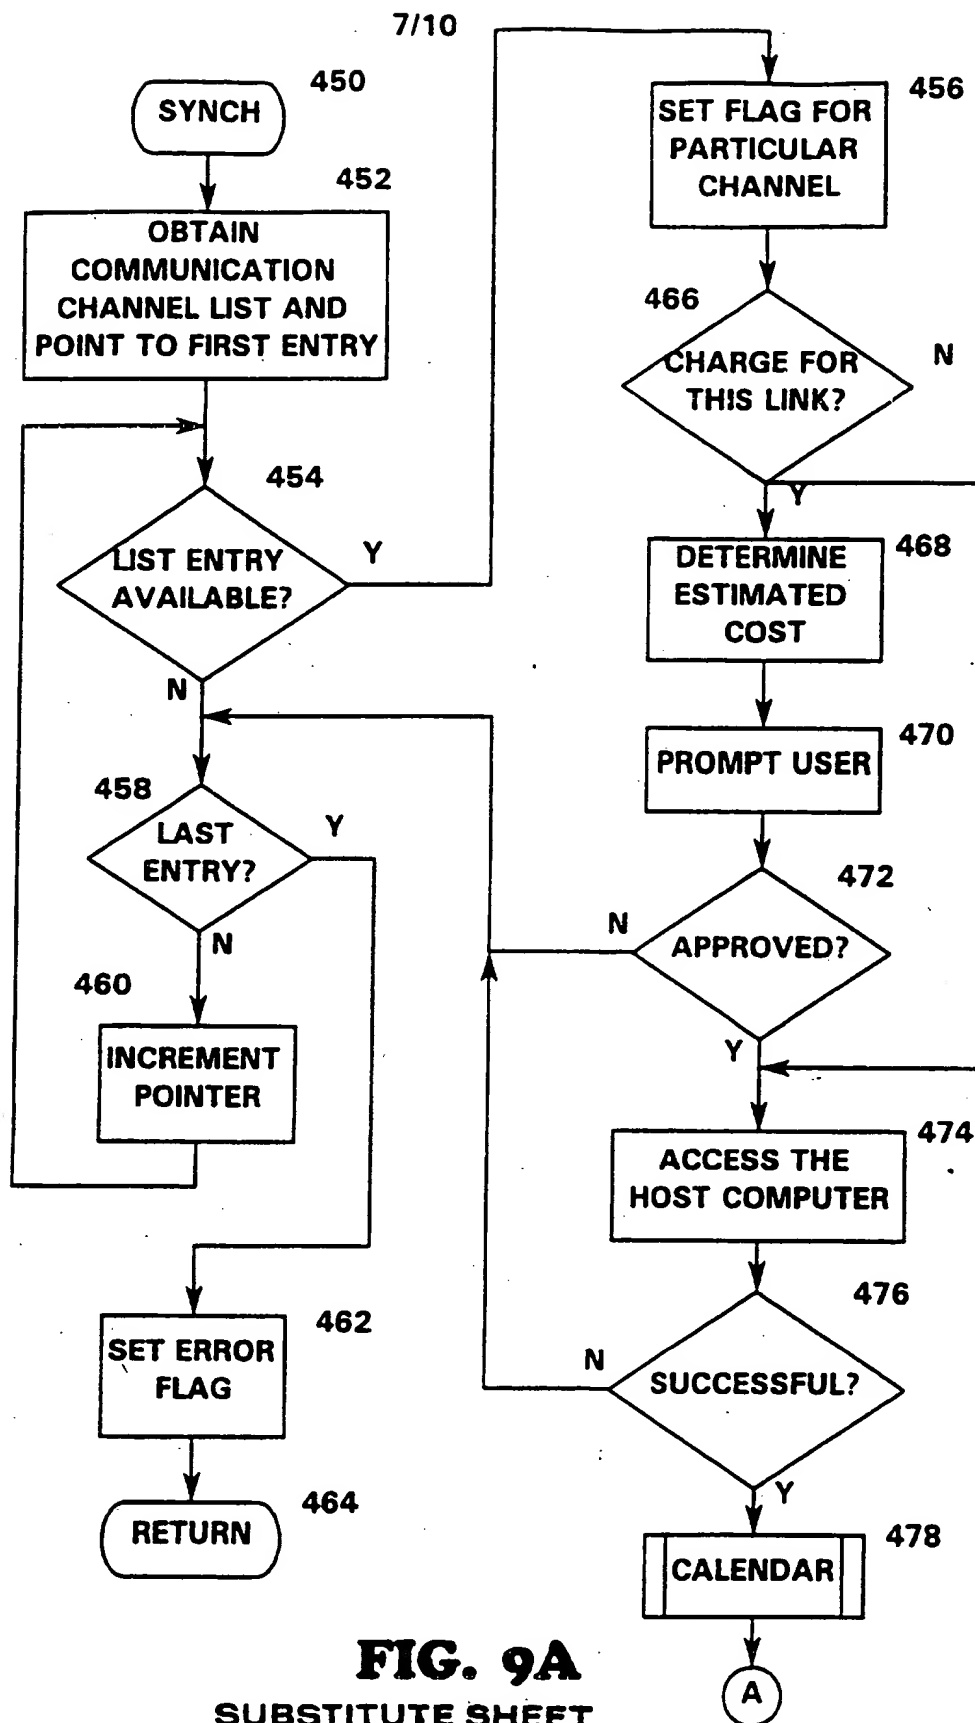 7/10
450
SYNCH
452
OBTAIN
COMMUNICATION
CHANNEL LIST AND
POINT TO FIRST ENTRY
454
LIST ENTRY
AVAILABLE?
Y
N
458
LAST
ENTRY?
Y
N
460
INCREMENT
POINTER
462
SET ERROR
FLAG
464
RETURN
456
SET FLAG FOR
PARTICULAR
CHANNEL
466
CHARGE FOR
THIS LINK?
N
Y
468
DETERMINE
ESTIMATED
COST
470
PROMPT USER
472
APPROVED?
N
Y
474
ACCESS THE
HOST COMPUTER
476
SUCCESSFUL?
N
Y
478
CALENDAR
A
FIG. 9A
SUBSTITUTE SHEET